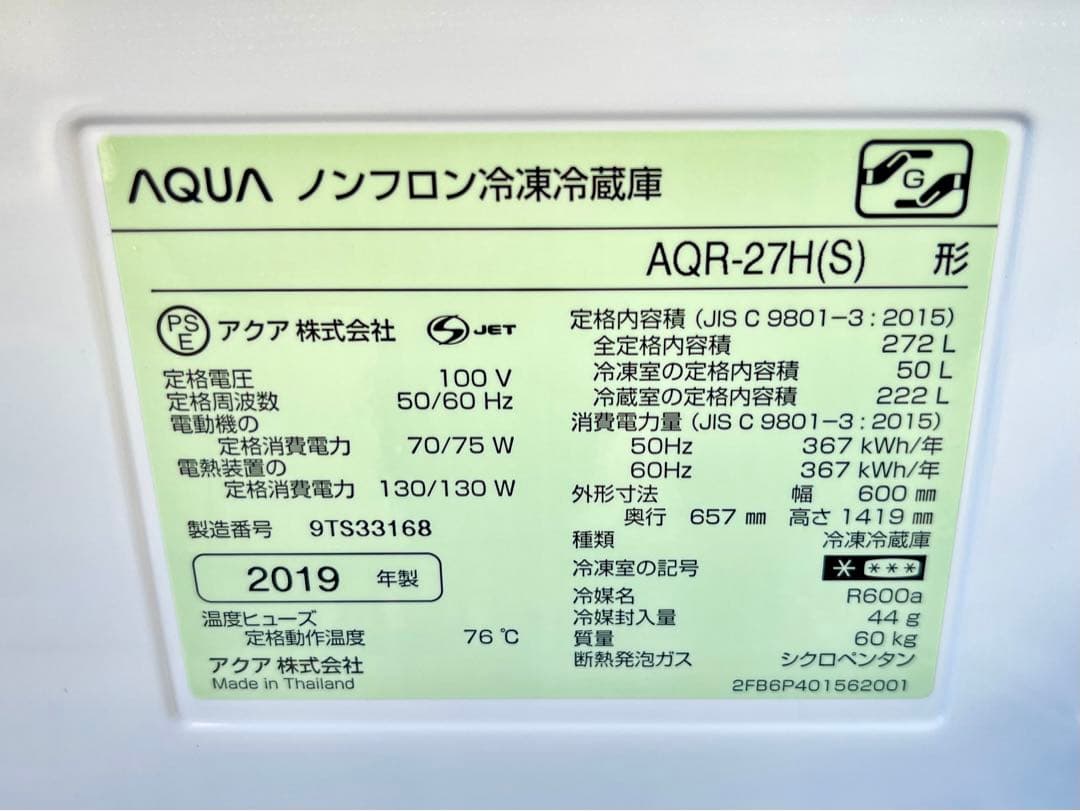 AQUA ノンフロン冷凍冷蔵庫
G
AQR-27H(S) 形
PSE アクア 株式会社 S JET
定格電圧 100 V
定格周波数 50/60 Hz
電動機の
定格消費電力 70/75 W
電熱装置の
定格消費電力 130/130 W
製造番号 9TS33168
2019 年製
温度ヒューズ
定格動作温度 76 ℃
アクア 株式会社
Made in Thailand
定格内容積 (JIS C 9801-3 : 2015)
全定格内容積 272 L
冷凍室の定格内容積 50 L
冷蔵室の定格内容積 222 L
消費電力量 (JIS C 9801-3 : 2015)
50Hz 367 kWh/年
60Hz 367 kWh/年
外形寸法 幅 600 ㎜
奥行 657 ㎜ 高さ 1419 ㎜
種類 冷凍冷蔵庫
冷凍室の記号 * ***
冷媒名 R600a
冷媒封入量 44 g
質量 60 kg
断熱発泡ガス シクロペンタン
2FB6P401562001